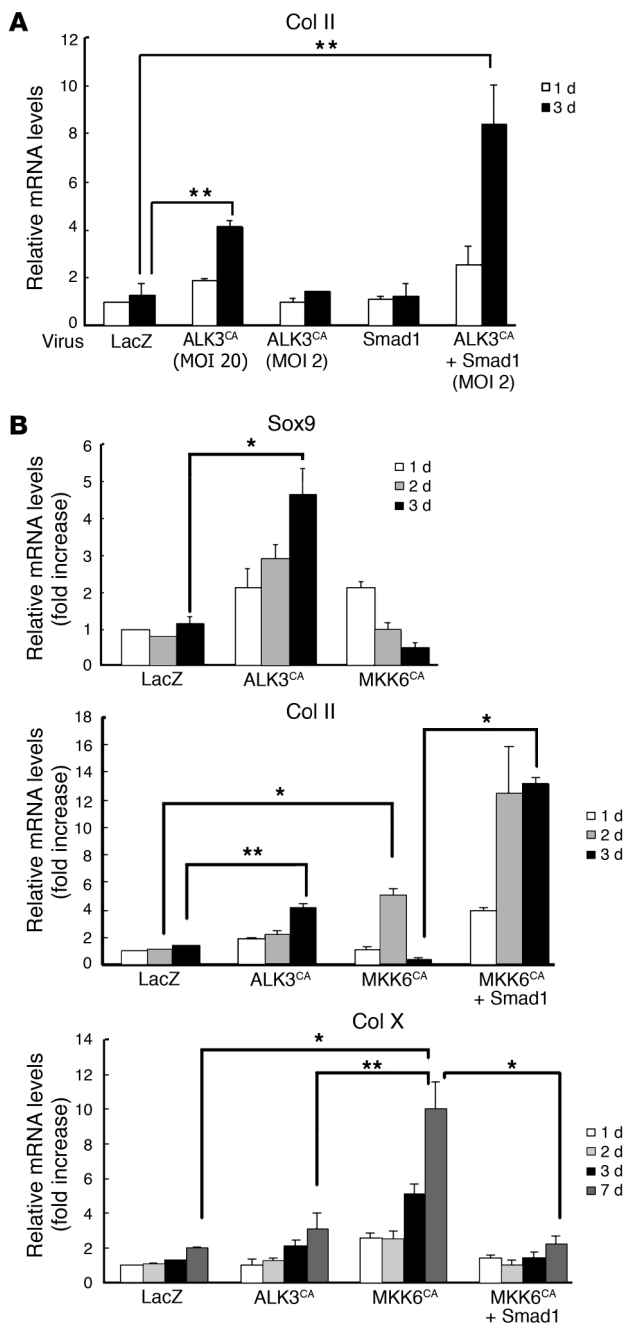 A
Col II
Relative mRNA levels
12
10
8
6
4
2
0
**
**
1 d
3 d
Virus
LacZ
ALK3CA
(MOI 20)
ALK3CA
(MOI 2)
Smad1
ALK3CA
+ Smad1
(MOI 2)
B
Sox9
Relative mRNA levels
(fold increase)
6
5
4
3
2
1
0
*
1 d
2 d
3 d
LacZ
ALK3CA
MKK6CA
Col II
Relative mRNA levels
(fold increase)
18
16
14
12
10
8
6
4
2
0
*
*
**
1 d
2 d
3 d
LacZ
ALK3CA
MKK6CA
MKK6CA
+ Smad1
Col X
Relative mRNA levels
(fold increase)
14
12
10
8
6
4
2
0
*
**
*
1 d
2 d
3 d
7 d
LacZ
ALK3CA
MKK6CA
MKK6CA
+ Smad1